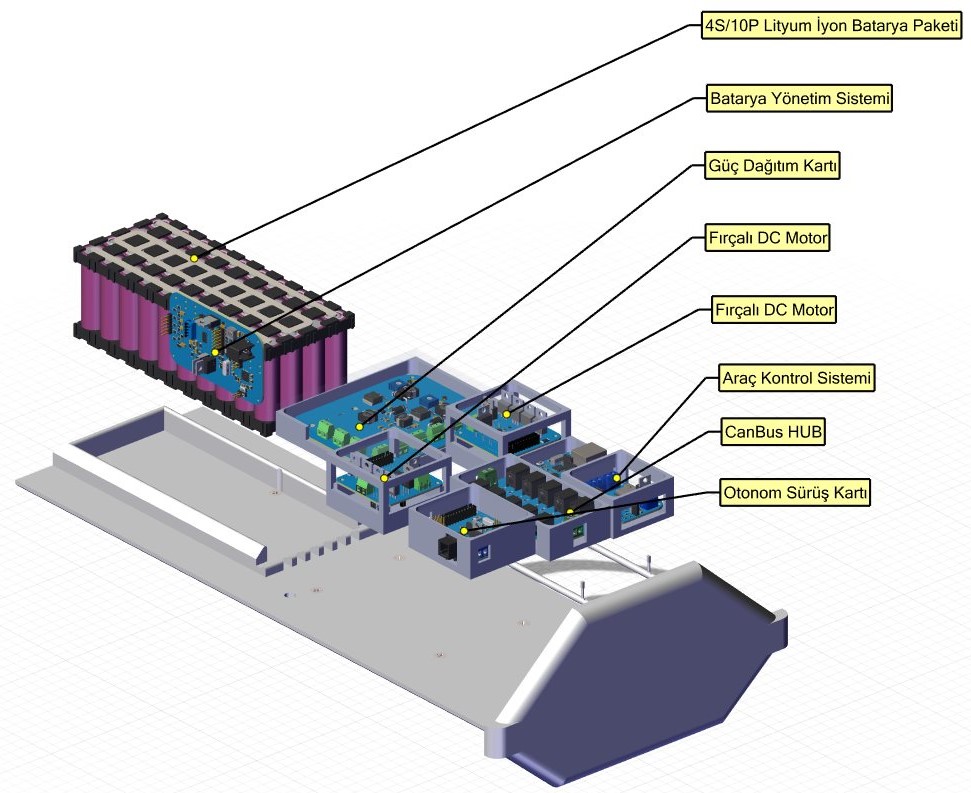 4S/10P Lityum İyon Batarya Paketi
Batarya Yönetim Sistemi
Güç Dağıtım Kartı
Fırçalı DC Motor
Fırçalı DC Motor
Araç Kontrol Sistemi
CanBus HUB
Otonom Sürüş Kartı